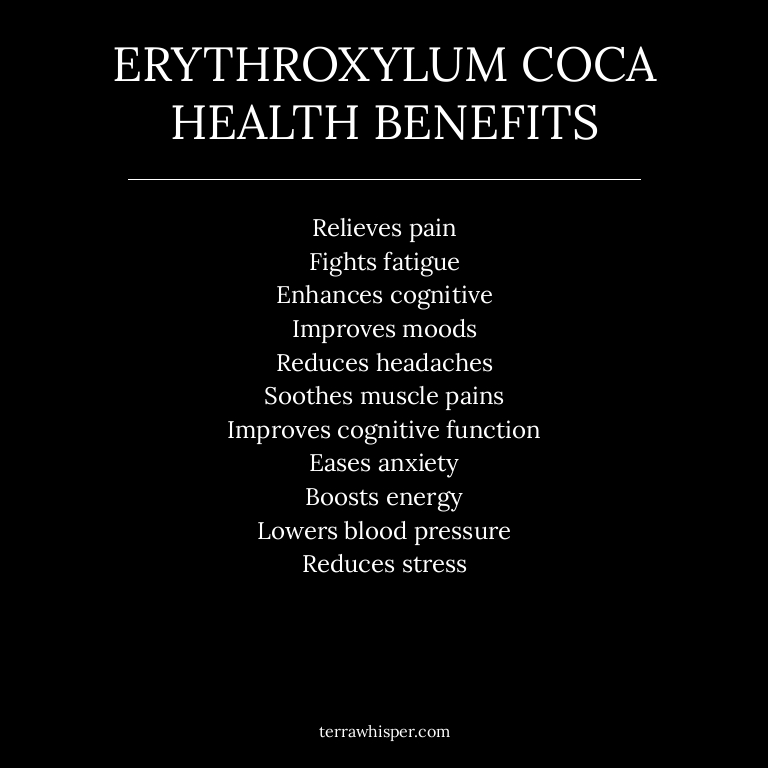 ERYTHROXYLUM COCA
HEALTH BENEFITS
Relieves pain
Fights fatigue
Enhances cognitive
Improves moods
Reduces headaches
Soothes muscle pains
Improves cognitive function
Eases anxiety
Boosts energy
Lowers blood pressure
Reduces stress
terrawhisper.com